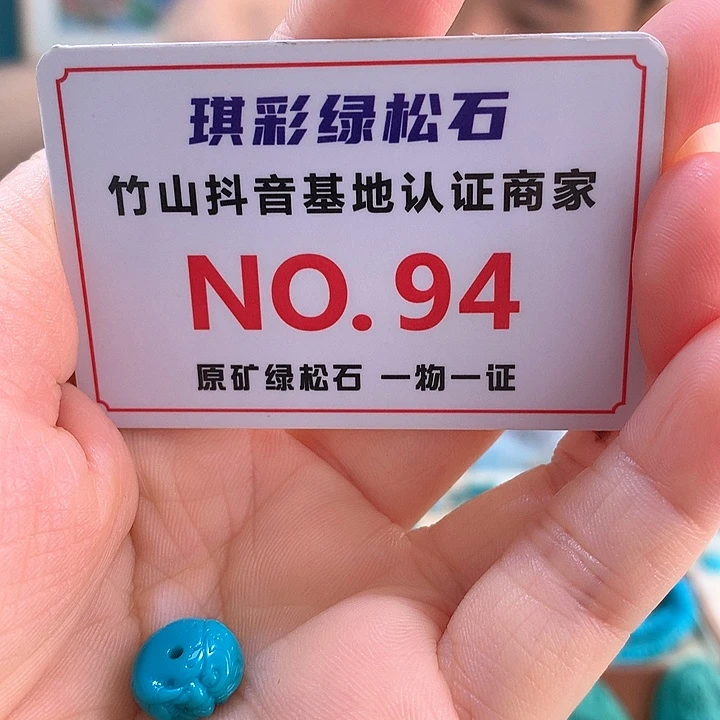 琪彩绿松石
竹山抖音基地认证商家
NO.94
原矿绿松石 一物一证